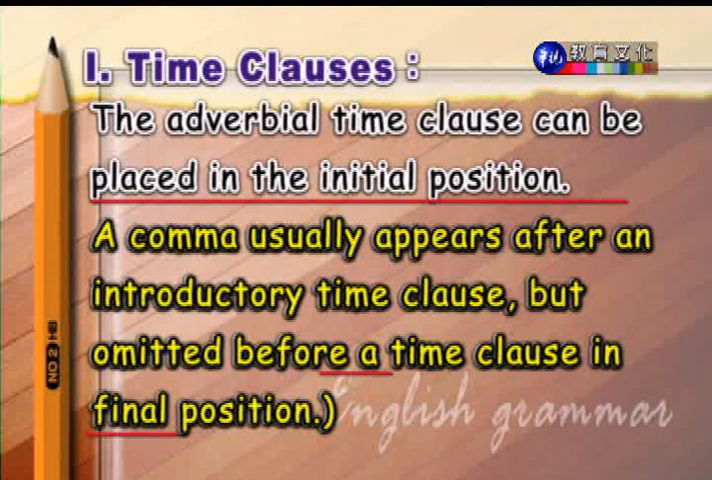 I. Time Clauses :
華視 教育文化
The adverbial time clause can be
placed in the initial position.
A comma usually appears after an
introductory time clause, but
omitted before a time clause in
final position.)
English grammar
NO 2 HB